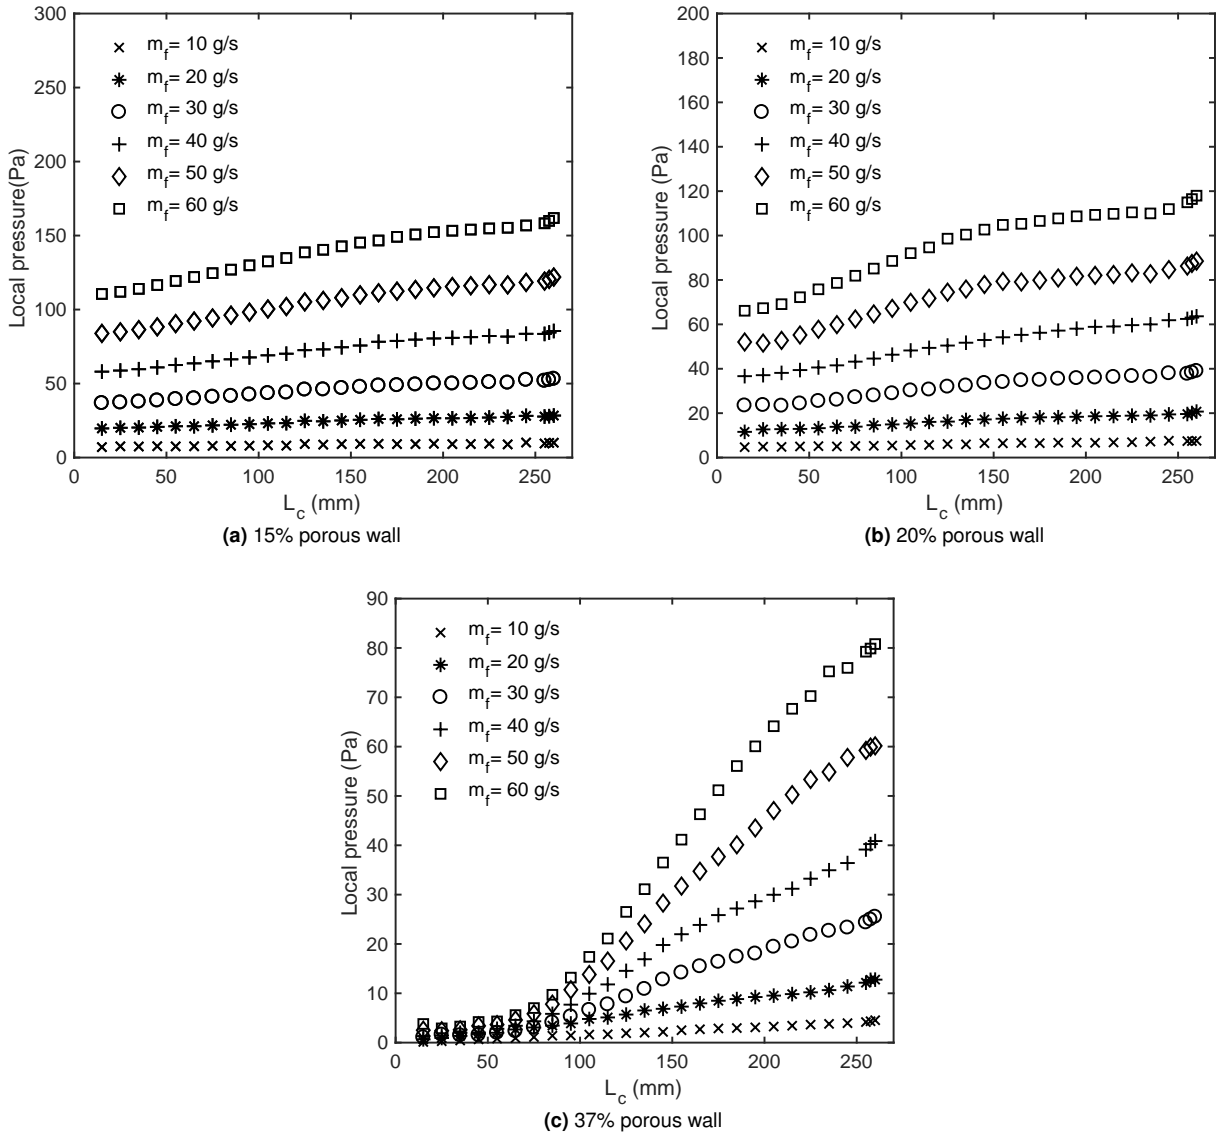 300
250
200
150
100
50
0
0 50 100 150 200 250
Local pressure(Pa)
L_c (mm)
m_f= 10 g/s
m_f= 20 g/s
m_f= 30 g/s
m_f= 40 g/s
m_f= 50 g/s
m_f= 60 g/s
(a) 15% porous wall
200
180
160
140
120
100
80
60
40
20
0
0 50 100 150 200 250
Local pressure (Pa)
L_c (mm)
m_f= 10 g/s
m_f= 20 g/s
m_f= 30 g/s
m_f= 40 g/s
m_f= 50 g/s
m_f= 60 g/s
(b) 20% porous wall
90
80
70
60
50
40
30
20
10
0
0 50 100 150 200 250
Local pressure (Pa)
L_c (mm)
m_f= 10 g/s
m_f= 20 g/s
m_f= 30 g/s
m_f= 40 g/s
m_f= 50 g/s
m_f= 60 g/s
(c) 37% porous wall